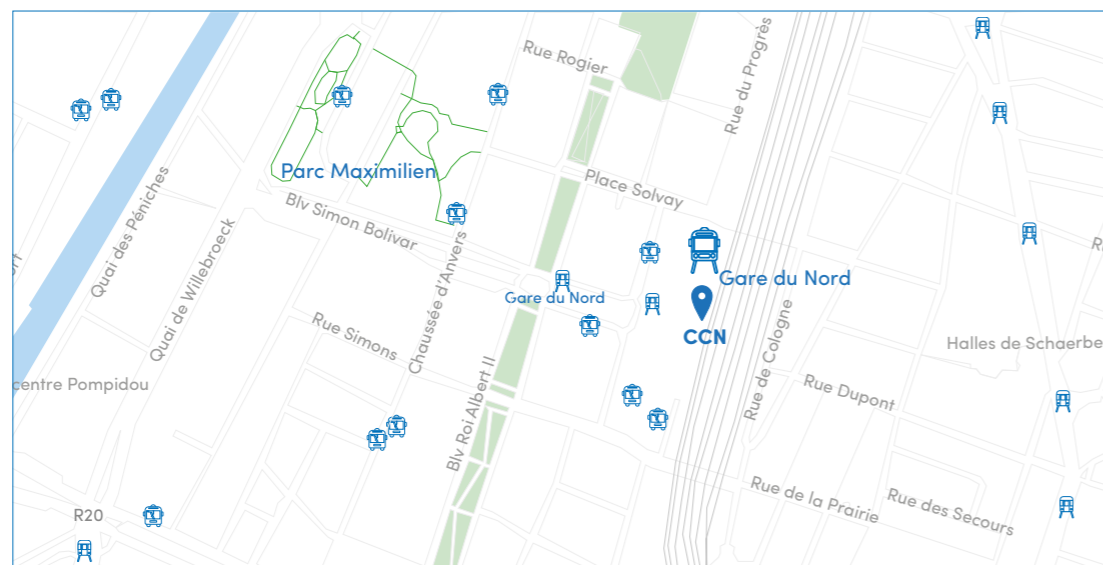 Rue Rogier
Rue du Progrès
Parc Maximilien
Place Solvay
Quai des Péniches
Blv Simon Bolivar
Quai de Willebroeck
Chaussée d'Anvers
Gare du Nord
Gare du Nord
CCN
Rue Simons
Rue de Cologne
Halles de Schaerbe
centre Pompidou
Rue Dupont
Blv Roi Albert II
Rue de la Prairie
Rue des Secours
R20